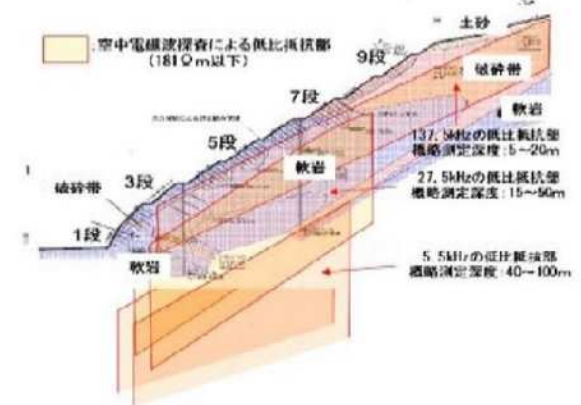 :空中電磁波探査による低比抵抗部
(181Ωm以下)
土砂
9段
破砕帯
7段
軟岩
5段
137.5kHzの低比抵抗部
概略測定深度:5~20m
軟岩
27.5kHzの低比抵抗部
概略測定深度:15~50m
3段
破砕帯
1段
軟岩
5.5kHzの低比抵抗部
概略測定深度:40~100m